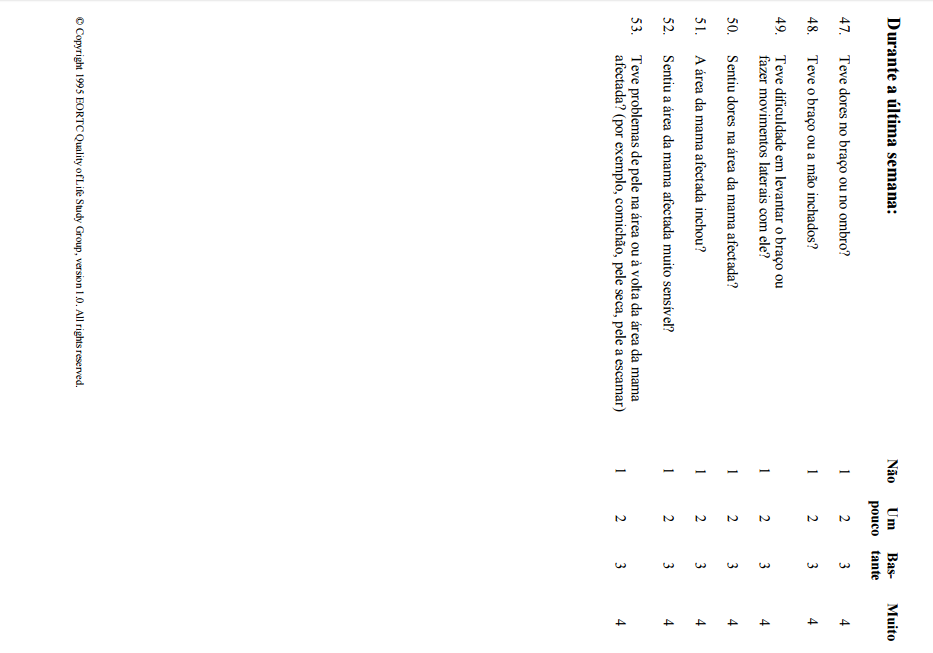 Durante a última semana: Não Um Bas- Muito
pouco tante
47. Teve dores no braço ou no ombro? 1 2 3 4
48. Teve o braço ou a mão inchados? 1 2 3 4
49. Teve dificuldade em levantar o braço ou
fazer movimentos laterais com ele? 1 2 3 4
50. Sentiu dores na área da mama afectada? 1 2 3 4
51. A área da mama afectada inchou? 1 2 3 4
52. Sentiu a área da mama afectada muito sensível? 1 2 3 4
53. Teve problemas de pele na área ou à volta da área da mama
afectada? (por exemplo, comichão, pele seca, pele a escamar) 1 2 3 4
© Copyright 1995 EORTC Quality of Life Study Group, version 1.0. All rights reserved.